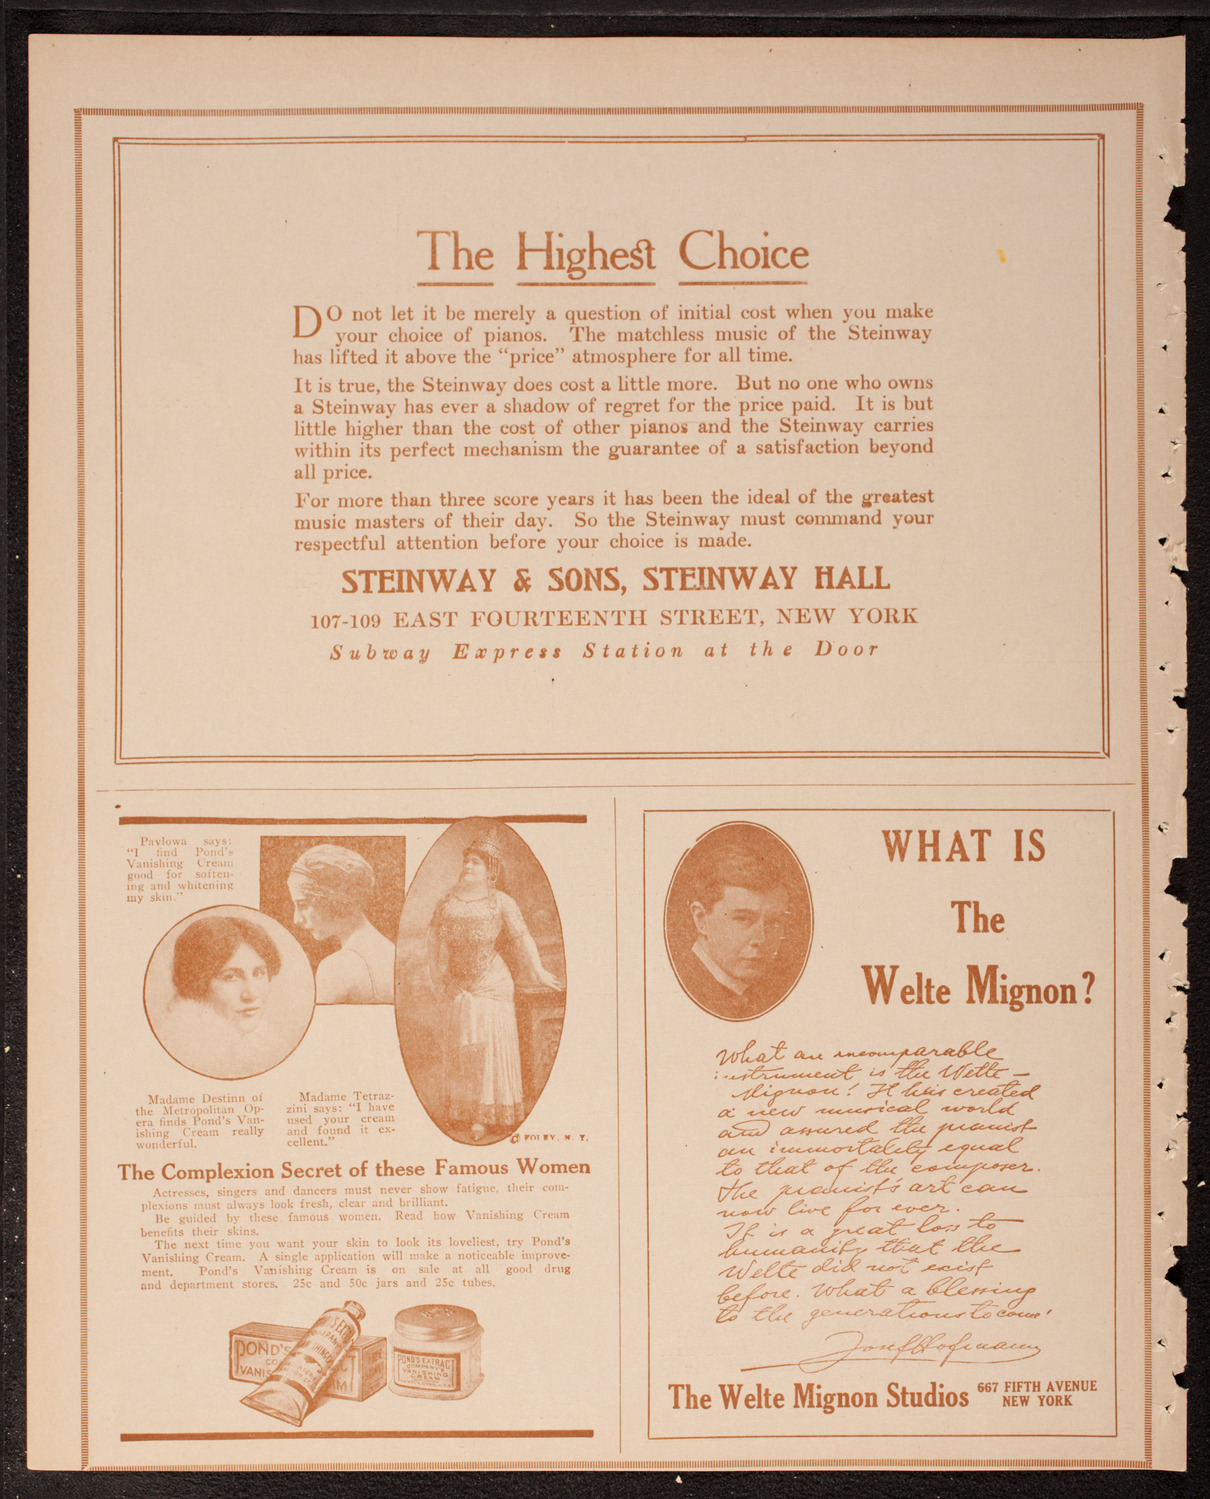 The Highest Choice
DO not let it be merely a question of initial cost when you make
your choice of pianos. The matchless music of the Steinway
has lifted it above the "price" atmosphere for all time.
It is true, the Steinway does cost a little more. But no one who owns
a Steinway has ever a shadow of regret for the price paid. It is but
little higher than the cost of other pianos and the Steinway carries
within its perfect mechanism the guarantee of a satisfaction beyond
all price.
For more than three score years it has been the ideal of the greatest
music masters of their day. So the Steinway must command your
respectful attention before your choice is made.
STEINWAY & SONS, STEINWAY HALL
107-109 EAST FOURTEENTH STREET, NEW YORK
Subway Express Station at the Door
Pavlowa says:
"I find Pond's
Vanishing Cream
good for soften-
ing and whitening
my skin."
Madame Destinn of
the Metropolitan Op-
era finds Pond's Van-
ishing Cream really
wonderful.
Madame Tetraz-
zini says: "I have
used your cream
and found it ex-
cellent."
© FOLEY, N. Y.
The Complexion Secret of these Famous Women
Actresses, singers and dancers must never show fatigue, their com-
plexions must always look fresh, clear and brilliant.
Be guided by these famous women. Read how Vanishing Cream
benefits their skins.
The next time you want your skin to look its loveliest, try Pond's
Vanishing Cream. A single application will make a noticeable improve-
ment. Pond's Vanishing Cream is on sale at all good drug
and department stores. 25c and 50c jars and 25c tubes.
POND'S
VANIS
POND'S EXTRACT
COMPANY'S
VANISHING
CREAM
WHAT IS
The
Welte Mignon?
What an incomparable
instrument is the Welte-
Mignon! It has created
a new musical world
and assured the pianist
an immortality equal
to that of the composer.
The pianist's art can
now live for ever.
It is a great loss to
humanity that the
Welte did not exist
before. What a blessing
to the generations to come!
Josef Hofmann
The Welte Mignon Studios 667 FIFTH AVENUE
NEW YORK